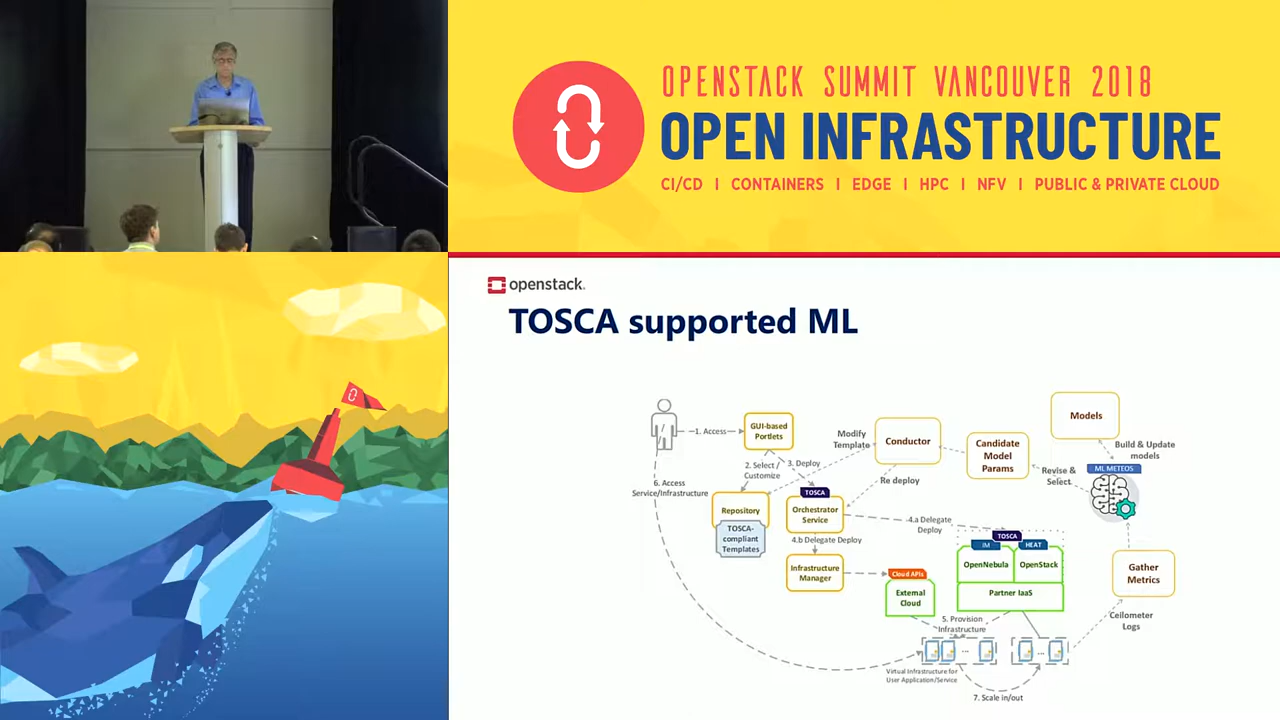 OPENSTACK SUMMIT VANCOUVER 2018
OPEN INFRASTRUCTURE
CI/CD | CONTAINERS | EDGE | HPC | NFV | PUBLIC & PRIVATE CLOUD
openstack.
TOSCA supported ML
1. Access
GUI-based
Portlets
2. Select /
Customize
3. Deploy
Modify
Template
Conductor
Candidate
Model
Params
Models
Build & Update
models
ML METEOS
Revise &
Select
Re deploy
6. Access
Service/Infrastructure
Repository
TOSCA-
compliant
Templates
TOSCA
Orchestrator
Service
4.a Delegate
Deploy
4.b Delegate Deploy
Infrastructure
Manager
Cloud APIs
External
Cloud
TOSCA
IM
HEAT
OpenNebula
OpenStack
Partner IaaS
Gather
Metrics
Ceilometer
Logs
5. Provision
Infrastructure
...
...
Virtual Infrastructure for
User Application/Service
7. Scale in/out